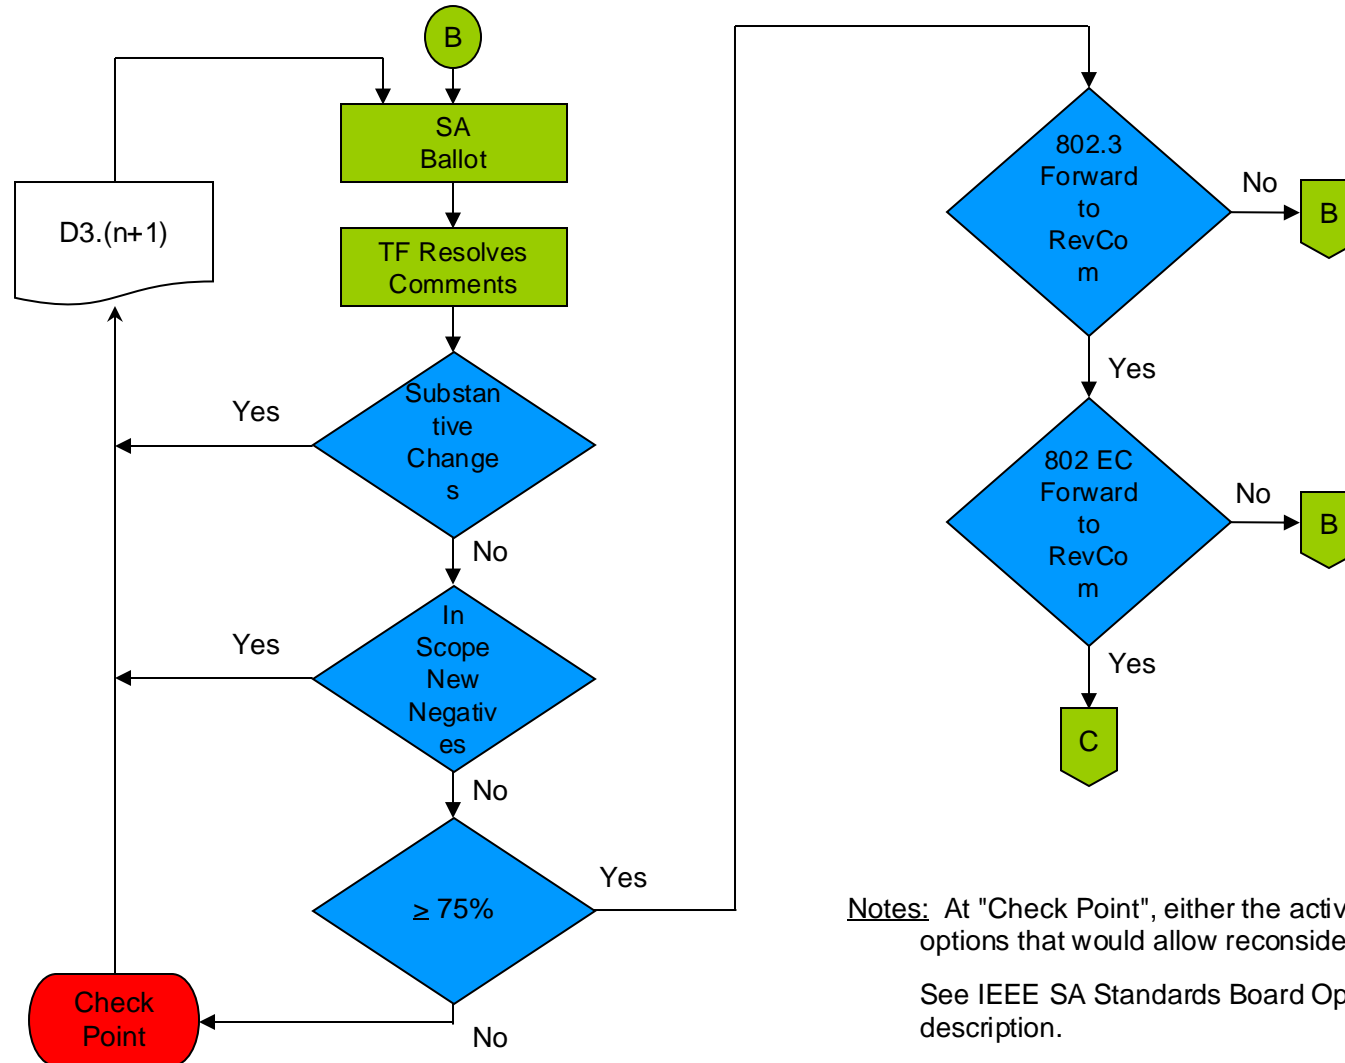 B
SA
Ballot
D3.(n+1)
TF Resolves
Comments
Substan
tive
Change
s
Yes
No
In
Scope
New
Negativ
es
Yes
No
≥ 75%
Yes
No
Check
Point
802.3
Forward
to
RevCo
m
No
B
Yes
802 EC
Forward
to
RevCo
m
No
B
Yes
C
Notes: At "Check Point", either the activ
options that would allow reconside
See IEEE SA Standards Board Op
description.